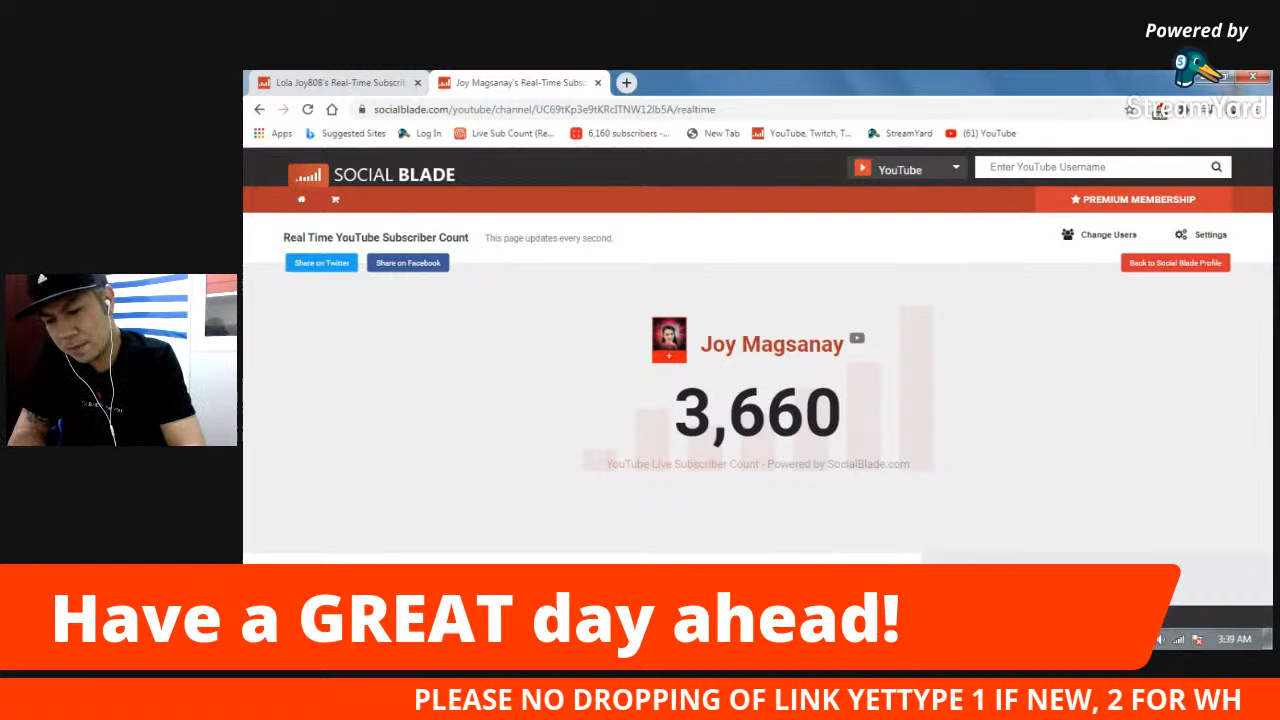 Powered by
StreamYard
Lola Joy808's Real-Time Subscrib
Joy Magsanay's Real-Time Subsc
socialblade.com/youtube/channel/UC69tKp3e9tKRcITNW12Ib5A/realtime
Apps
Suggested Sites
Log In
Live Sub Count (Re...
6,160 subscribers -...
New Tab
YouTube, Twitch, T...
StreamYard
(61) YouTube
SOCIAL BLADE
YouTube
Enter YouTube Username
PREMIUM MEMBERSHIP
Real Time YouTube Subscriber Count
This page updates every second.
Change Users
Settings
Share on Twitter
Share on Facebook
Back to Social Blade Profile
Joy Magsanay
3,660
YouTube Live Subscriber Count - Powered by SocialBlade.com
Have a GREAT day ahead!
3:39 AM
PLEASE NO DROPPING OF LINK YETTYPE 1 IF NEW, 2 FOR WH